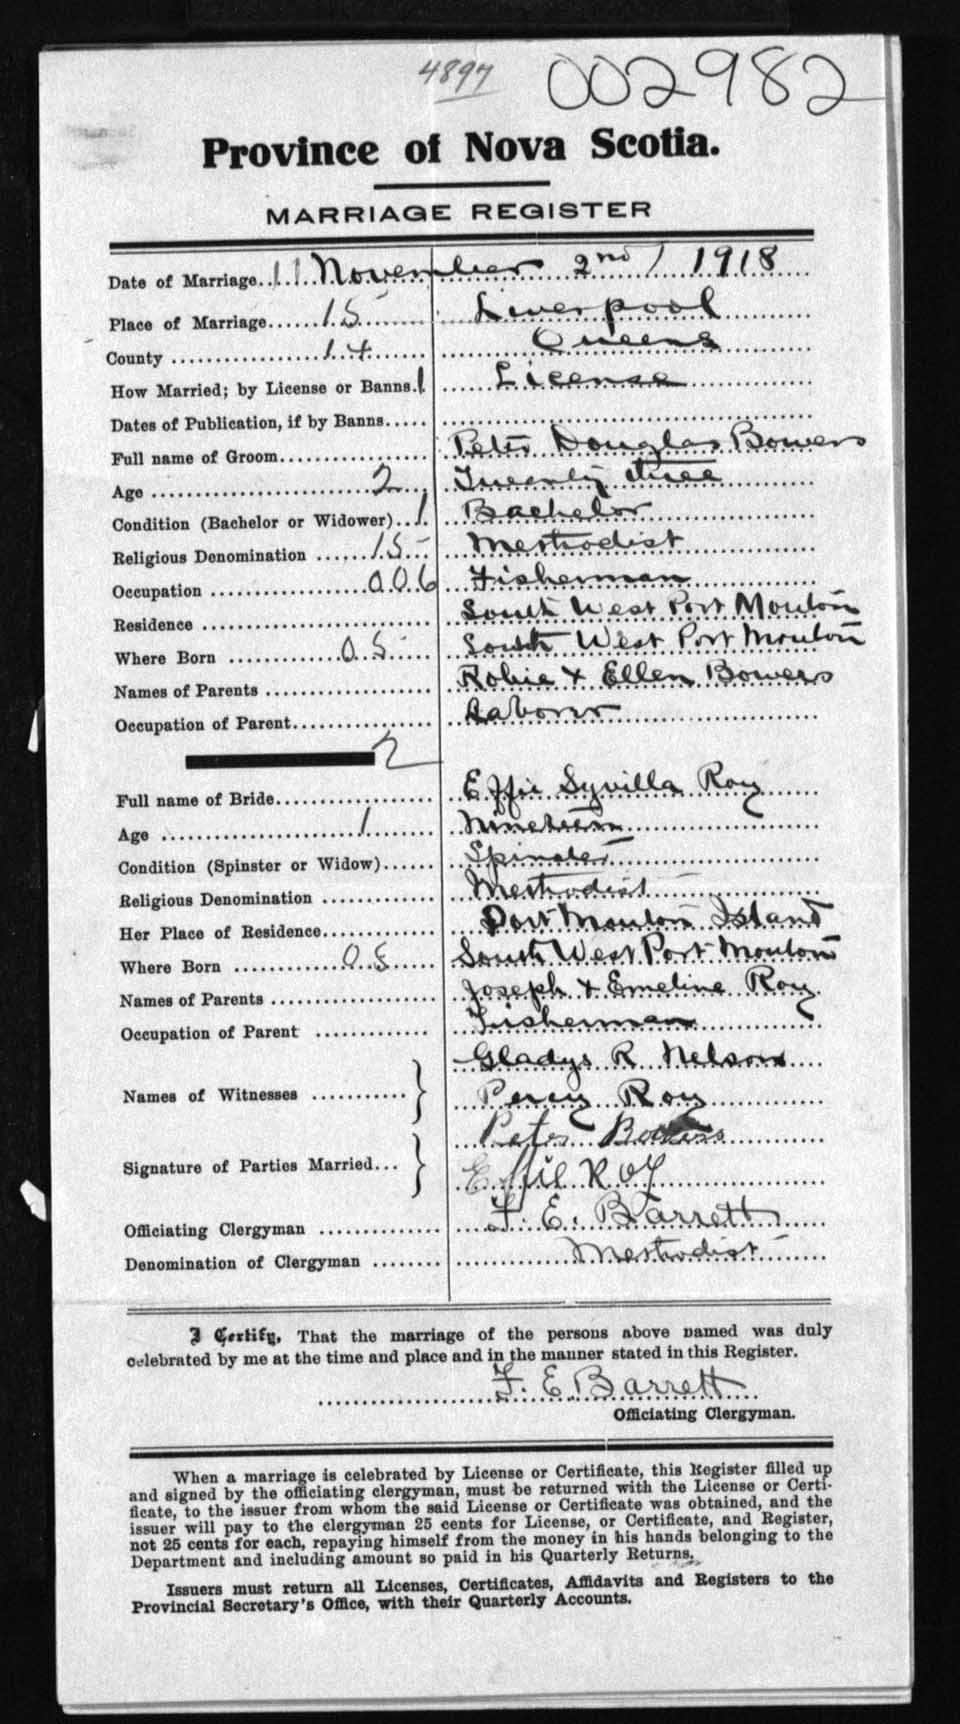 4897 002982
Province of Nova Scotia.
MARRIAGE REGISTER
Date of Marriage..11 November 2nd / 1918
Place of Marriage......15 Liverpool
County ..................14....... Queens
How Married; by License or Banns.1 License
Dates of Publication, if by Banns.....
Full name of Groom.................. Peter Douglas Bowers
Age ..........................2.... Twenty three
Condition (Bachelor or Widower)..1. Bachelor
Religious Denomination ......15 Methodist
Occupation ....................006 Fisherman
Residence ........................... South West Port Mouton
Where Born .............05...... South West Port Mouton
Names of Parents .................... Robie & Ellen Bowers
Occupation of Parent................. Labourer
2
Full name of Bride................... Effie Syvilla Roy
Age ........................1........ Nineteen
Condition (Spinster or Widow)...... Spinster
Religious Denomination ............. Methodist
Her Place of Residence............. Port Mouton Island
Where Born .............05..... South West Port Mouton
Names of Parents .................... Joseph & Emeline Roy
Occupation of Parent ............. Fisherman
Gladys R Nelson
Names of Witnesses ............ } Percy Roy
Peter Bowers
Signature of Parties Married... } Effie Roy
Officiating Clergyman .............. F. E. Barrett
Denomination of Clergyman ........ Methodist
I Certify, That the marriage of the persons above named was duly
celebrated by me at the time and place and in the manner stated in this Register.
F. E. Barrett
Officiating Clergyman.
When a marriage is celebrated by License or Certificate, this Register filled up
and signed by the officiating clergyman, must be returned with the License or Certi-
ficate, to the issuer from whom the said License or Certificate was obtained, and the
issuer will pay to the clergyman 25 cents for License, or Certificate, and Register,
not 25 cents for each, repaying himself from the money in his hands belonging to the
Department and including amount so paid in his Quarterly Returns.
Issuers must return all Licenses, Certificates, Affidavits and Registers to the
Provincial Secretary's Office, with their Quarterly Accounts.